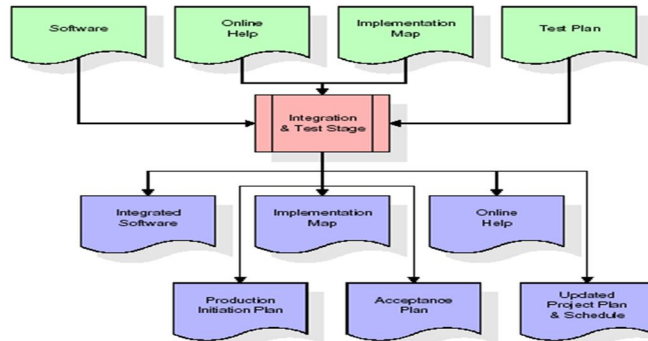 Software
Online
Help
Implementation
Map
Test Plan
Integration
& Test Stage
Integrated
Software
Implementation
Map
Online
Help
Production
Initiation Plan
Acceptance
Plan
Updated
Project Plan
& Schedule